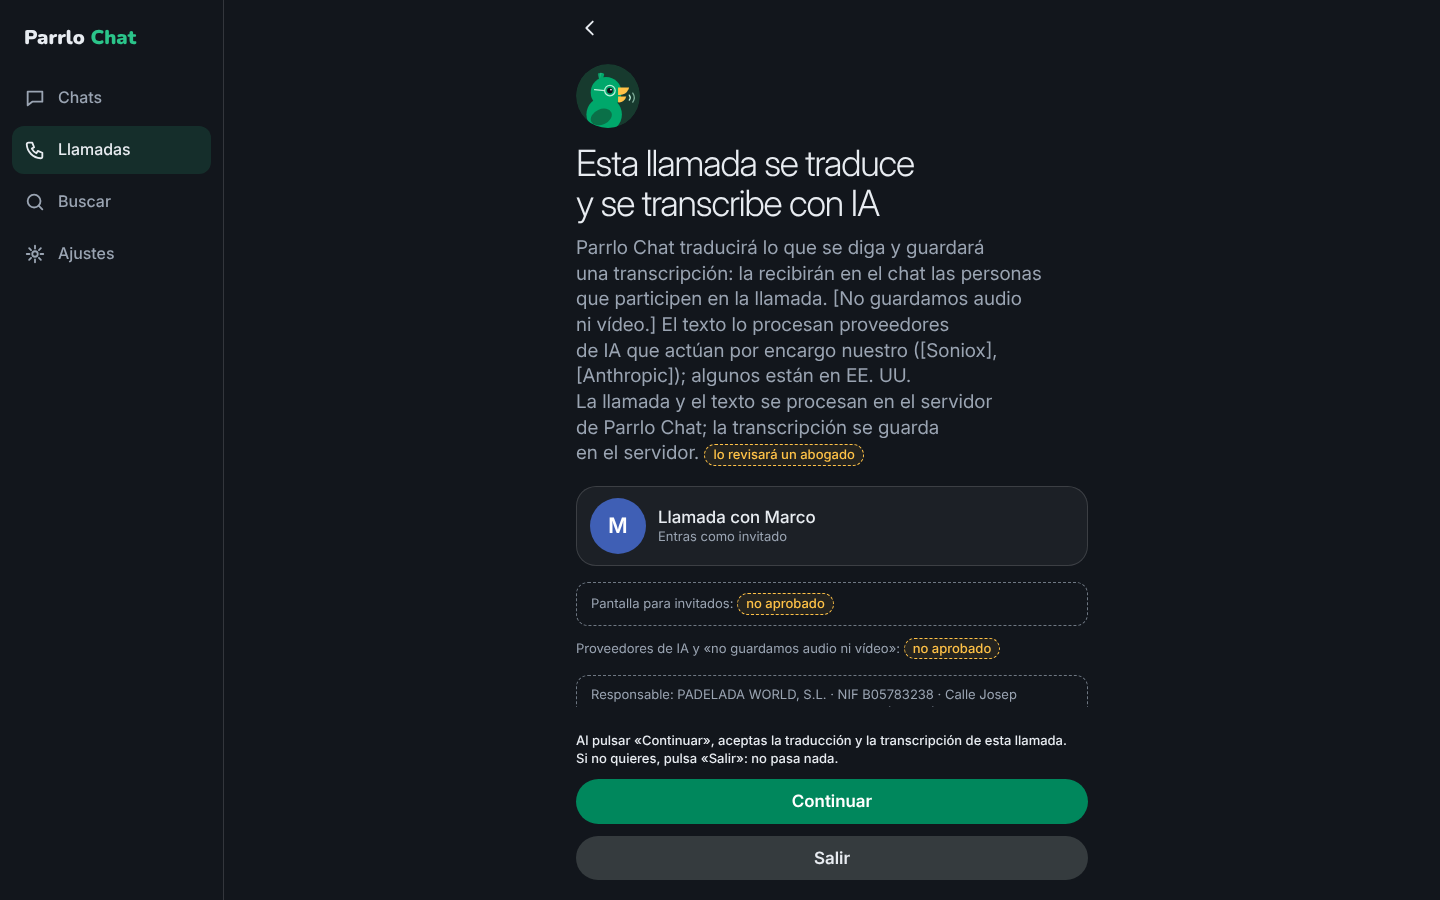 Parrlo Chat
Chats
Llamadas
Buscar
Ajustes
Esta llamada se traduce
y se transcribe con IA
Parrlo Chat traducirá lo que se diga y guardará
una transcripción: la recibirán en el chat las personas
que participen en la llamada. [No guardamos audio
ni vídeo.] El texto lo procesan proveedores
de IA que actúan por encargo nuestro ([Soniox],
[Anthropic]); algunos están en EE. UU.
La llamada y el texto se procesan en el servidor
de Parrlo Chat; la transcripción se guarda
en el servidor. lo revisará un abogado
M
Llamada con Marco
Entras como invitado
Pantalla para invitados: no aprobado
Proveedores de IA y «no guardamos audio ni vídeo»: no aprobado
Responsable: PADELADA WORLD, S.L. · NIF B05783238 · Calle Josep
Al pulsar «Continuar», aceptas la traducción y la transcripción de esta llamada.
Si no quieres, pulsa «Salir»: no pasa nada.
Continuar
Salir